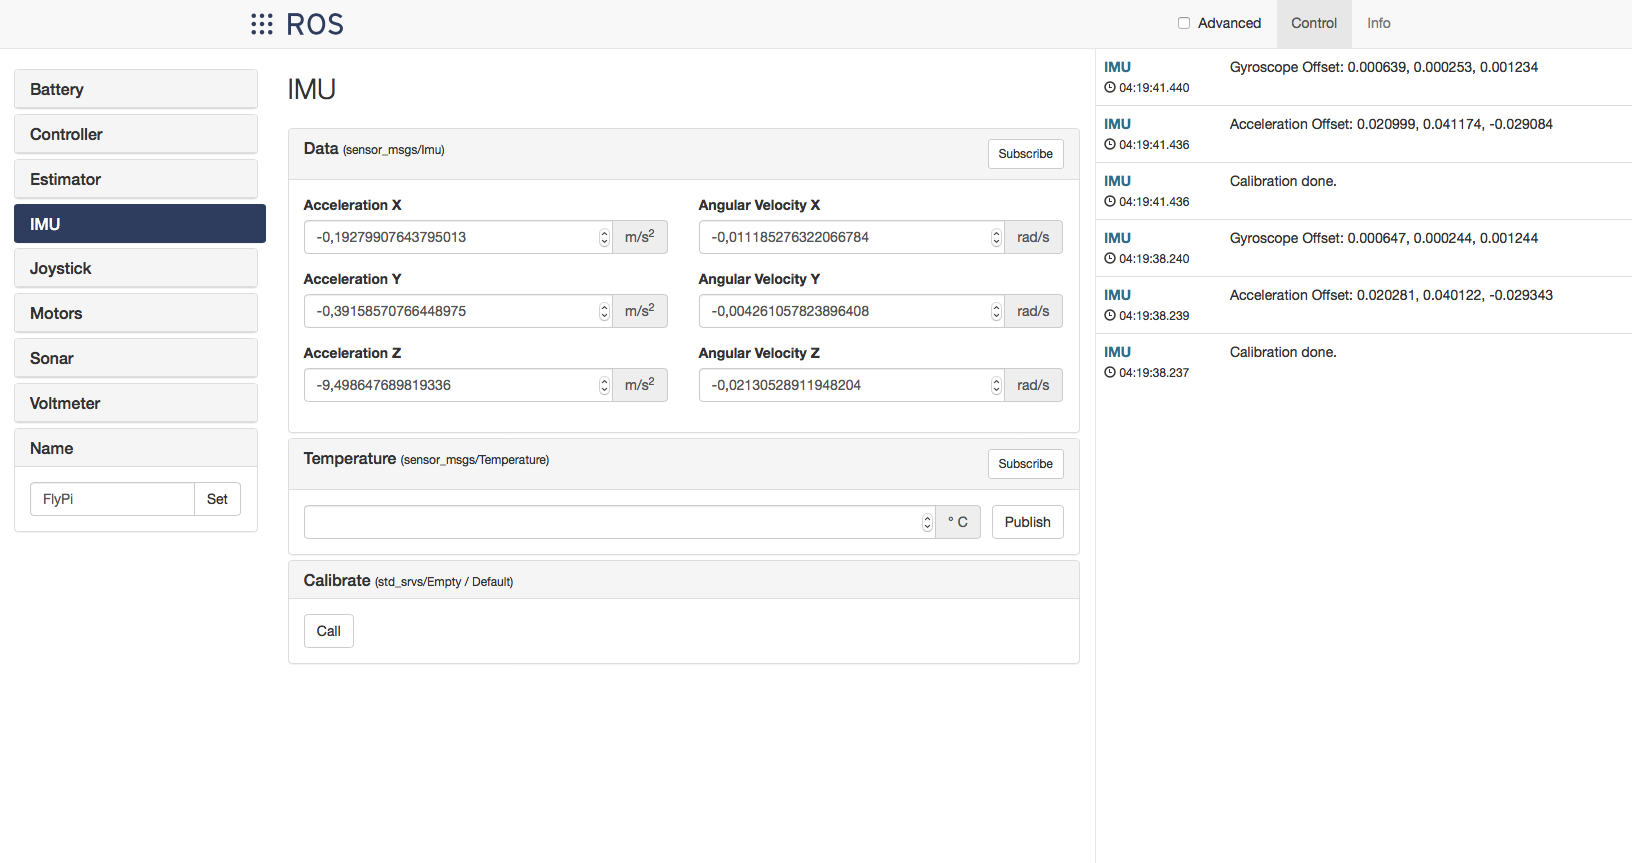 ROS
Advanced
Control
Info
Battery
Controller
Estimator
IMU
Joystick
Motors
Sonar
Voltmeter
Name
FlyPi
Set
IMU
Data (sensor_msgs/Imu)
Subscribe
Acceleration X
-0,19279907643795013
m/s²
Angular Velocity X
-0,011185276322066784
rad/s
Acceleration Y
-0,39158570766448975
m/s²
Angular Velocity Y
-0,004261057823896408
rad/s
Acceleration Z
-9,498647689819336
m/s²
Angular Velocity Z
-0,02130528911948204
rad/s
Temperature (sensor_msgs/Temperature)
Subscribe
° C
Publish
Calibrate (std_srvs/Empty / Default)
Call
IMU
Gyroscope Offset: 0.000639, 0.000253, 0.001234
04:19:41.440
IMU
Acceleration Offset: 0.020999, 0.041174, -0.029084
04:19:41.436
IMU
Calibration done.
04:19:41.436
IMU
Gyroscope Offset: 0.000647, 0.000244, 0.001244
04:19:38.240
IMU
Acceleration Offset: 0.020281, 0.040122, -0.029343
04:19:38.239
IMU
Calibration done.
04:19:38.237